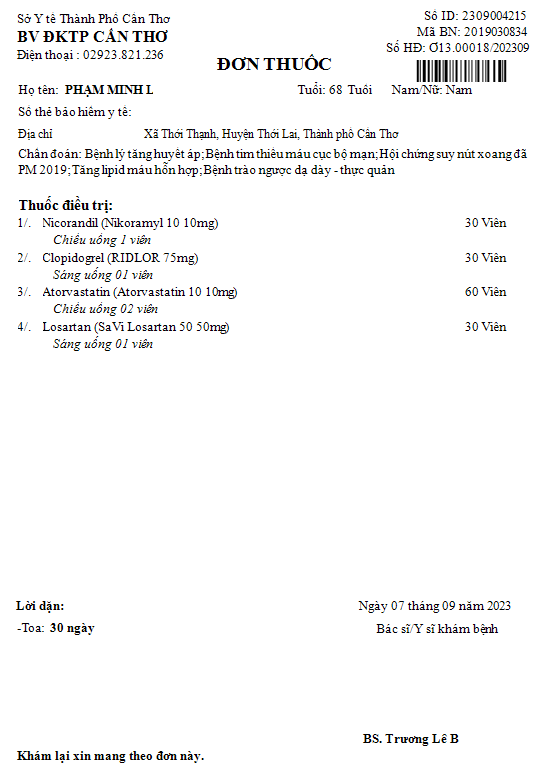 Sở Y tế Thành Phố Cần Thơ
BV ĐKTP CẦN THƠ
Điện thoại : 02923.821.236
Số ID: 2309004215
Mã BN: 2019030834
Số HĐ: O13.00018/202309
ĐƠN THUỐC
Họ tên: PHẠM MINH L Tuổi: 68 Tuổi Nam/Nữ: Nam
Số thẻ bảo hiểm y tế:
Địa chỉ Xã Thới Thạnh, Huyện Thới Lai, Thành phố Cần Thơ
Chẩn đoán: Bệnh lý tăng huyết áp;Bệnh tim thiếu máu cục bộ mạn;Hội chứng suy nút xoang đã
PM 2019;Tăng lipid máu hỗn hợp;Bệnh trào ngược dạ dày - thực quản
Thuốc điều trị:
1/. Nicorandil (Nikoramyl 10 10mg) 30 Viên
Chiều uống 1 viên
2/. Clopidogrel (RIDLOR 75mg) 30 Viên
Sáng uống 01 viên
3/. Atorvastatin (Atorvastatin 10 10mg) 60 Viên
Chiều uống 02 viên
4/. Losartan (SaVi Losartan 50 50mg) 30 Viên
Sáng uống 01 viên
Lời dặn:
-Toa: 30 ngày
Ngày 07 tháng 09 năm 2023
Bác sĩ/Y sĩ khám bệnh
BS. Trương Lê B
Khám lại xin mang theo đơn này.